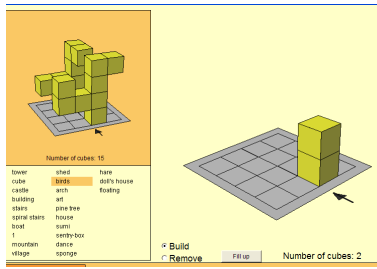 Number of cubes: 15
tower shed hare
cube birds doll's house
castle arch floating
building art
stairs pine tree
spiral stairs house
boat sumi
1 sentry-box
mountain dance
village sponge
Build
Remove Fill up Number of cubes: 2